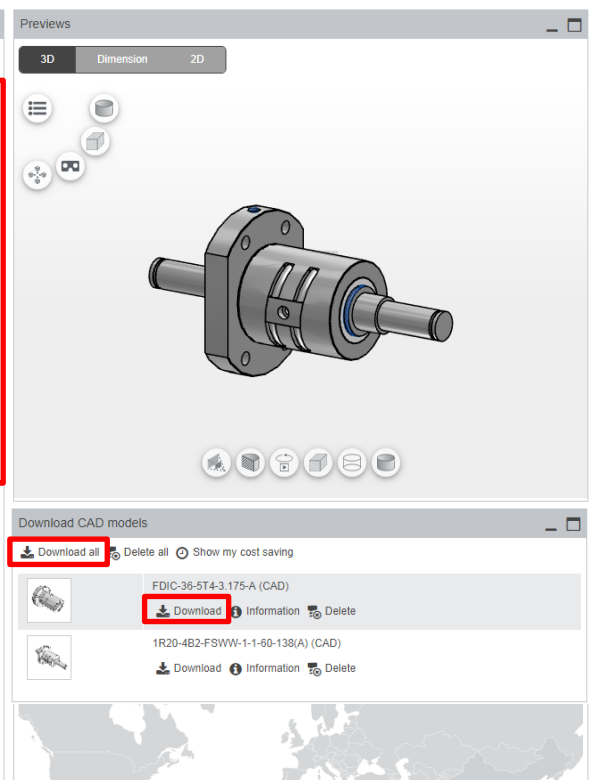 Previews
3D Dimension 2D
Download CAD models
Download all Delete all Show my cost saving
FDIC-36-5T4-3.175-A (CAD)
Download Information Delete
1R20-4B2-FSWW-1-1-60-138(A) (CAD)
Download Information Delete